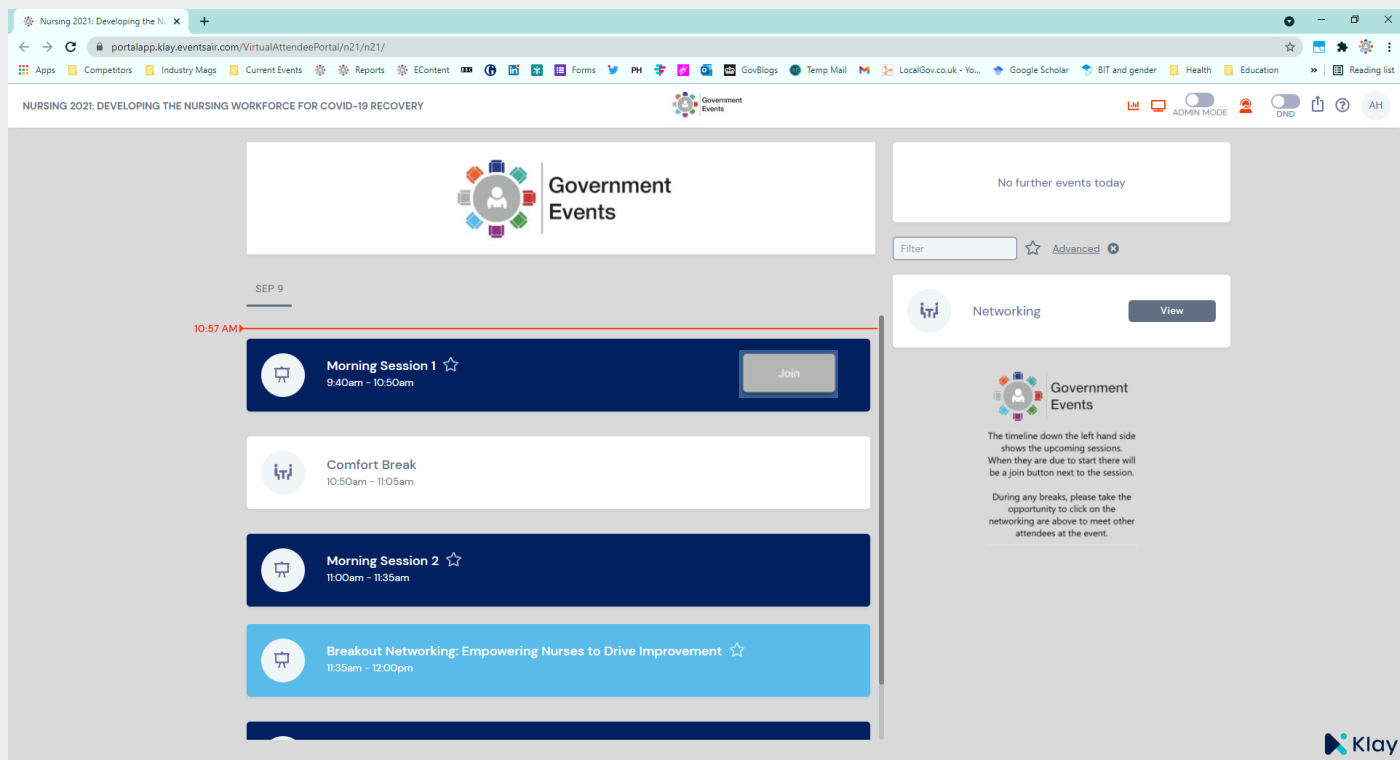 Nursing 2021: Developing the Nu
portalapp.klay.eventsair.com/VirtualAttendeePortal/n21/n21/
Apps Competitors Industry Mags Current Events Reports EContent Forms PH GovBlogs Temp Mail LocalGov.co.uk - Yo... Google Scholar BIT and gender Health Education » Reading list
NURSING 2021: DEVELOPING THE NURSING WORKFORCE FOR COVID-19 RECOVERY
Government
Events
ADMIN MODE
DND
AH
Government
Events
No further events today
Filter
Advanced
SEP 9
Networking
View
10:57 AM
Morning Session 1
9:40am - 10:50am
Join
Comfort Break
10:50am - 11:05am
Morning Session 2
11:00am - 11:35am
Breakout Networking: Empowering Nurses to Drive Improvement
11:35am - 12:00pm
Government
Events
The timeline down the left hand side
shows the upcoming sessions.
When they are due to start there will
be a join button next to the session.
During any breaks, please take the
opportunity to click on the
networking are above to meet other
attendees at the event.
Klay